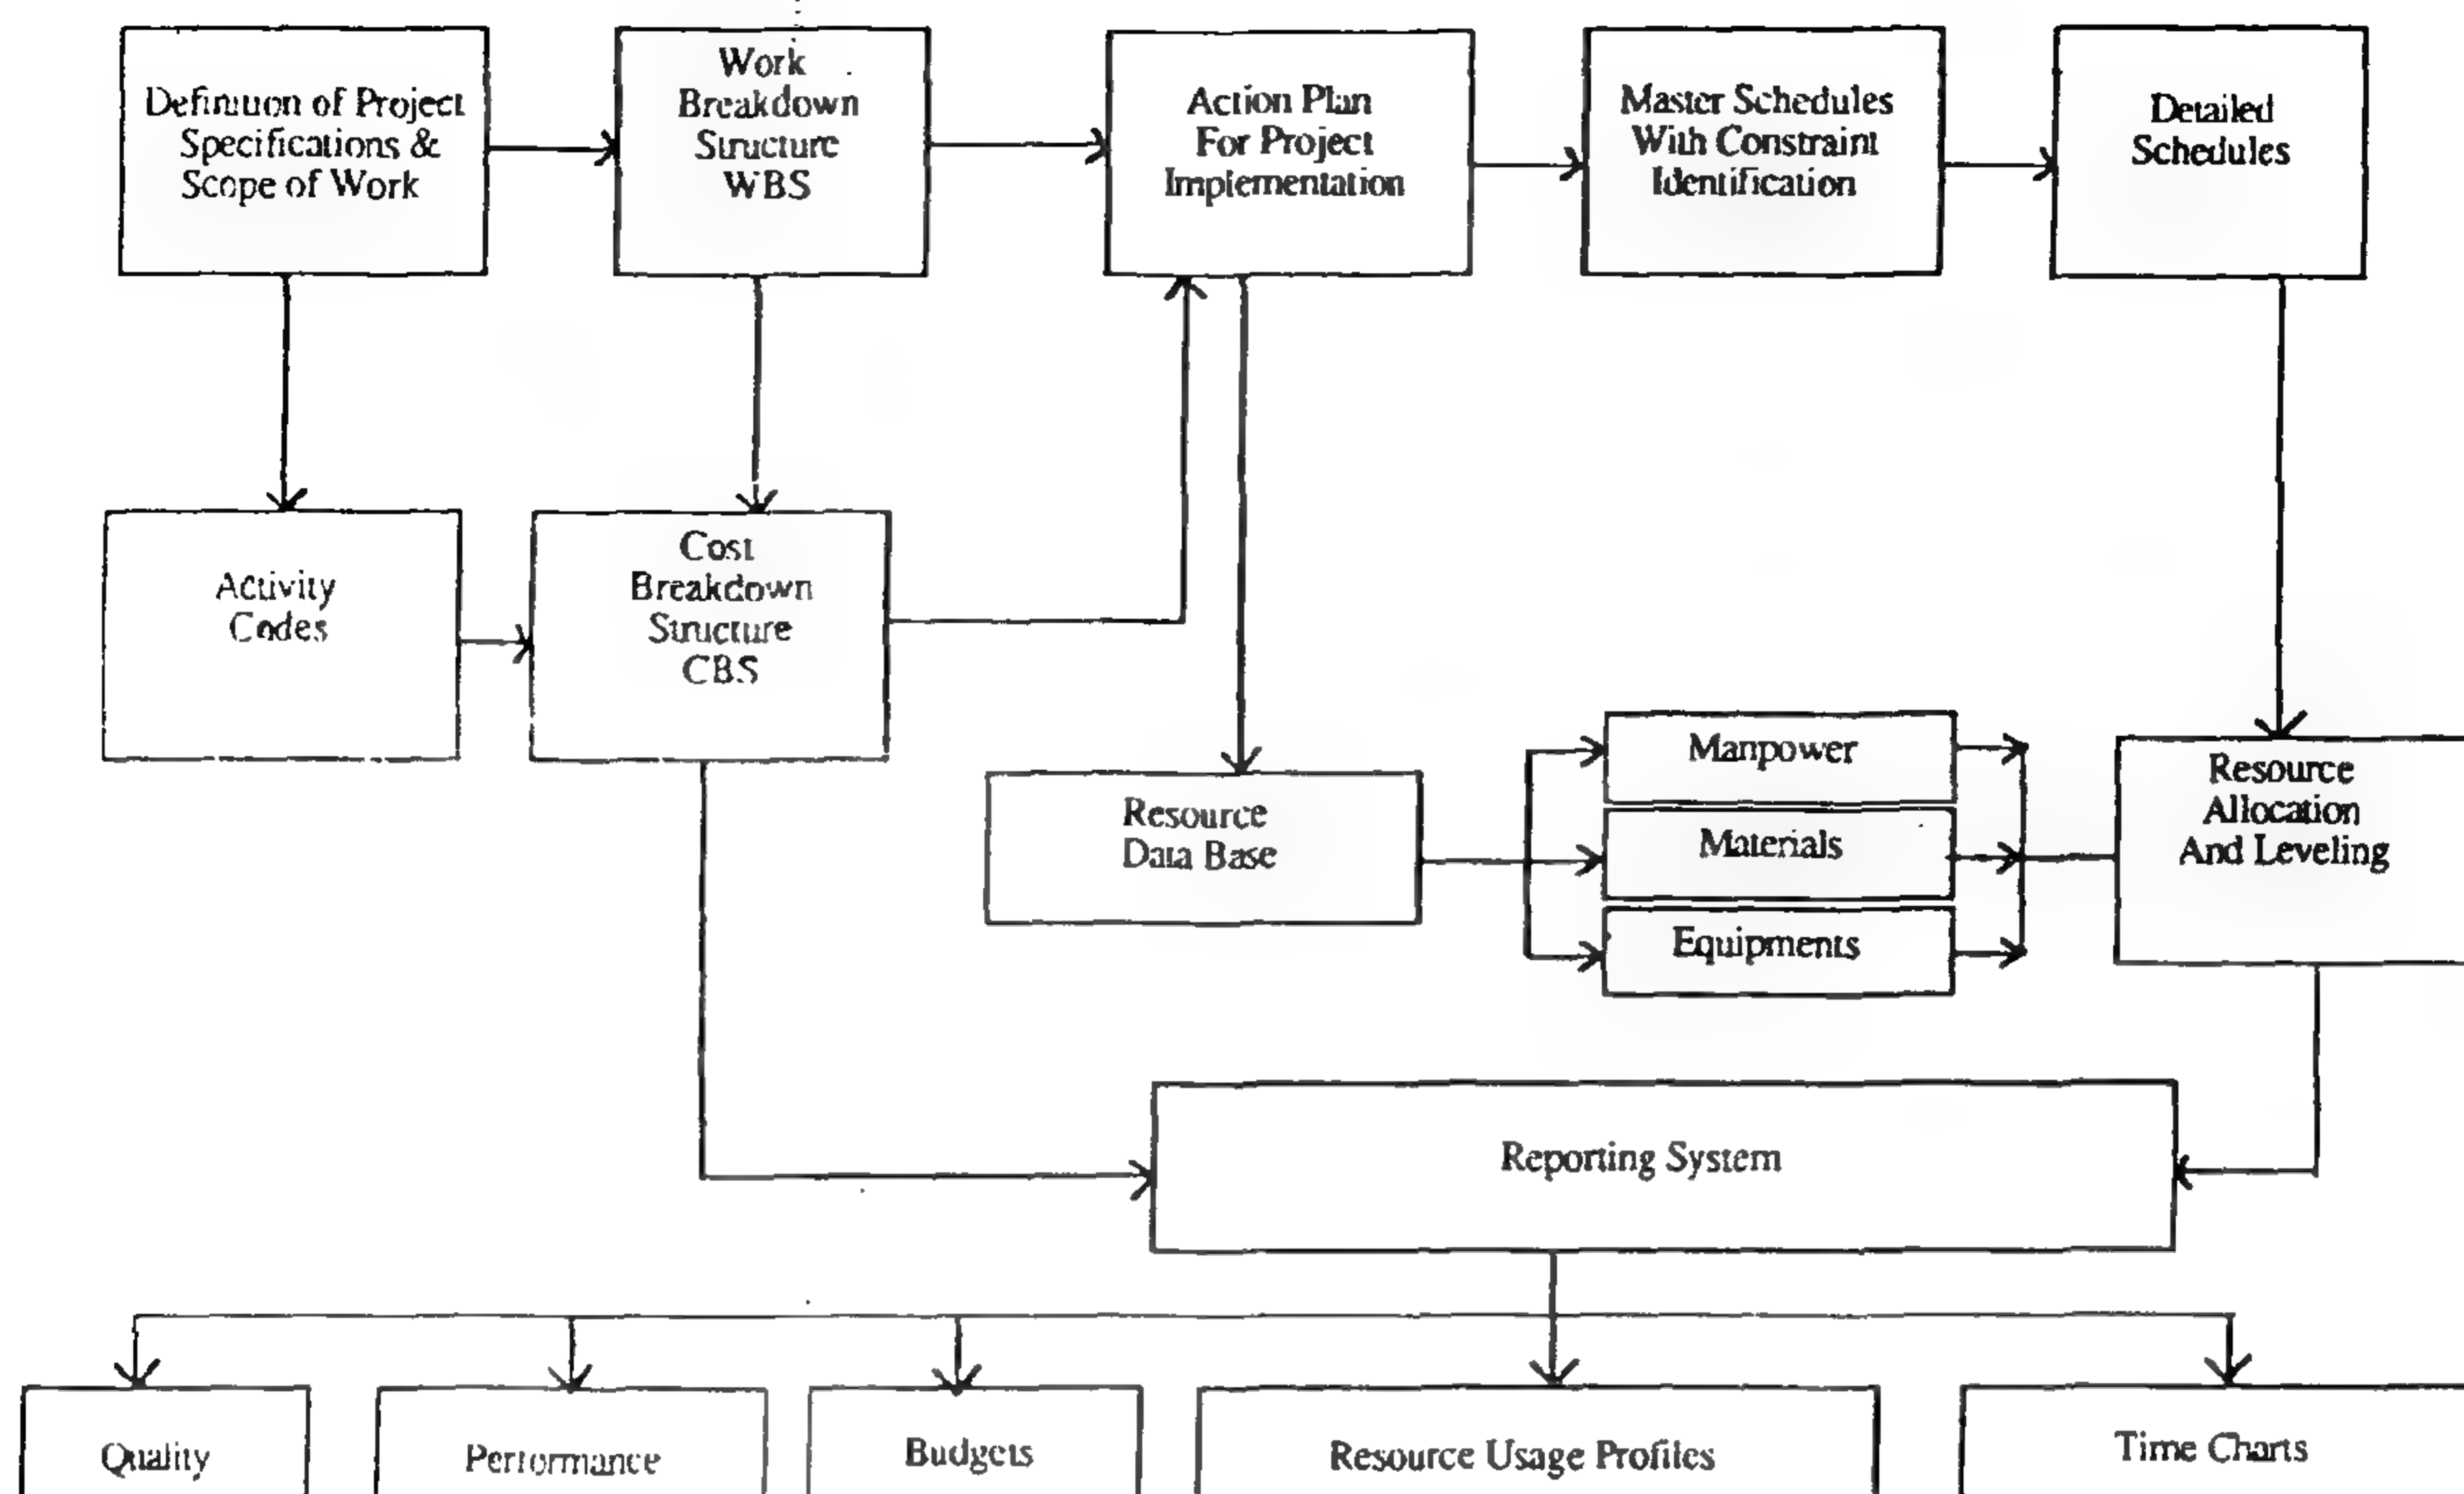 Definition of Project
Specifications &
Scope of Work
Work
Breakdown
Structure
WBS
Action Plan
For Project
Implementation
Master Schedules
With Constraint
Identification
Detailed
Schedules
Activity
Codes
Cost
Breakdown
Structure
CBS
Resource
Data Base
Manpower
Materials
Equipments
Resource
Allocation
And Leveling
Reporting System
Quality
Performance
Budgets
Resource Usage Profiles
Time Charts